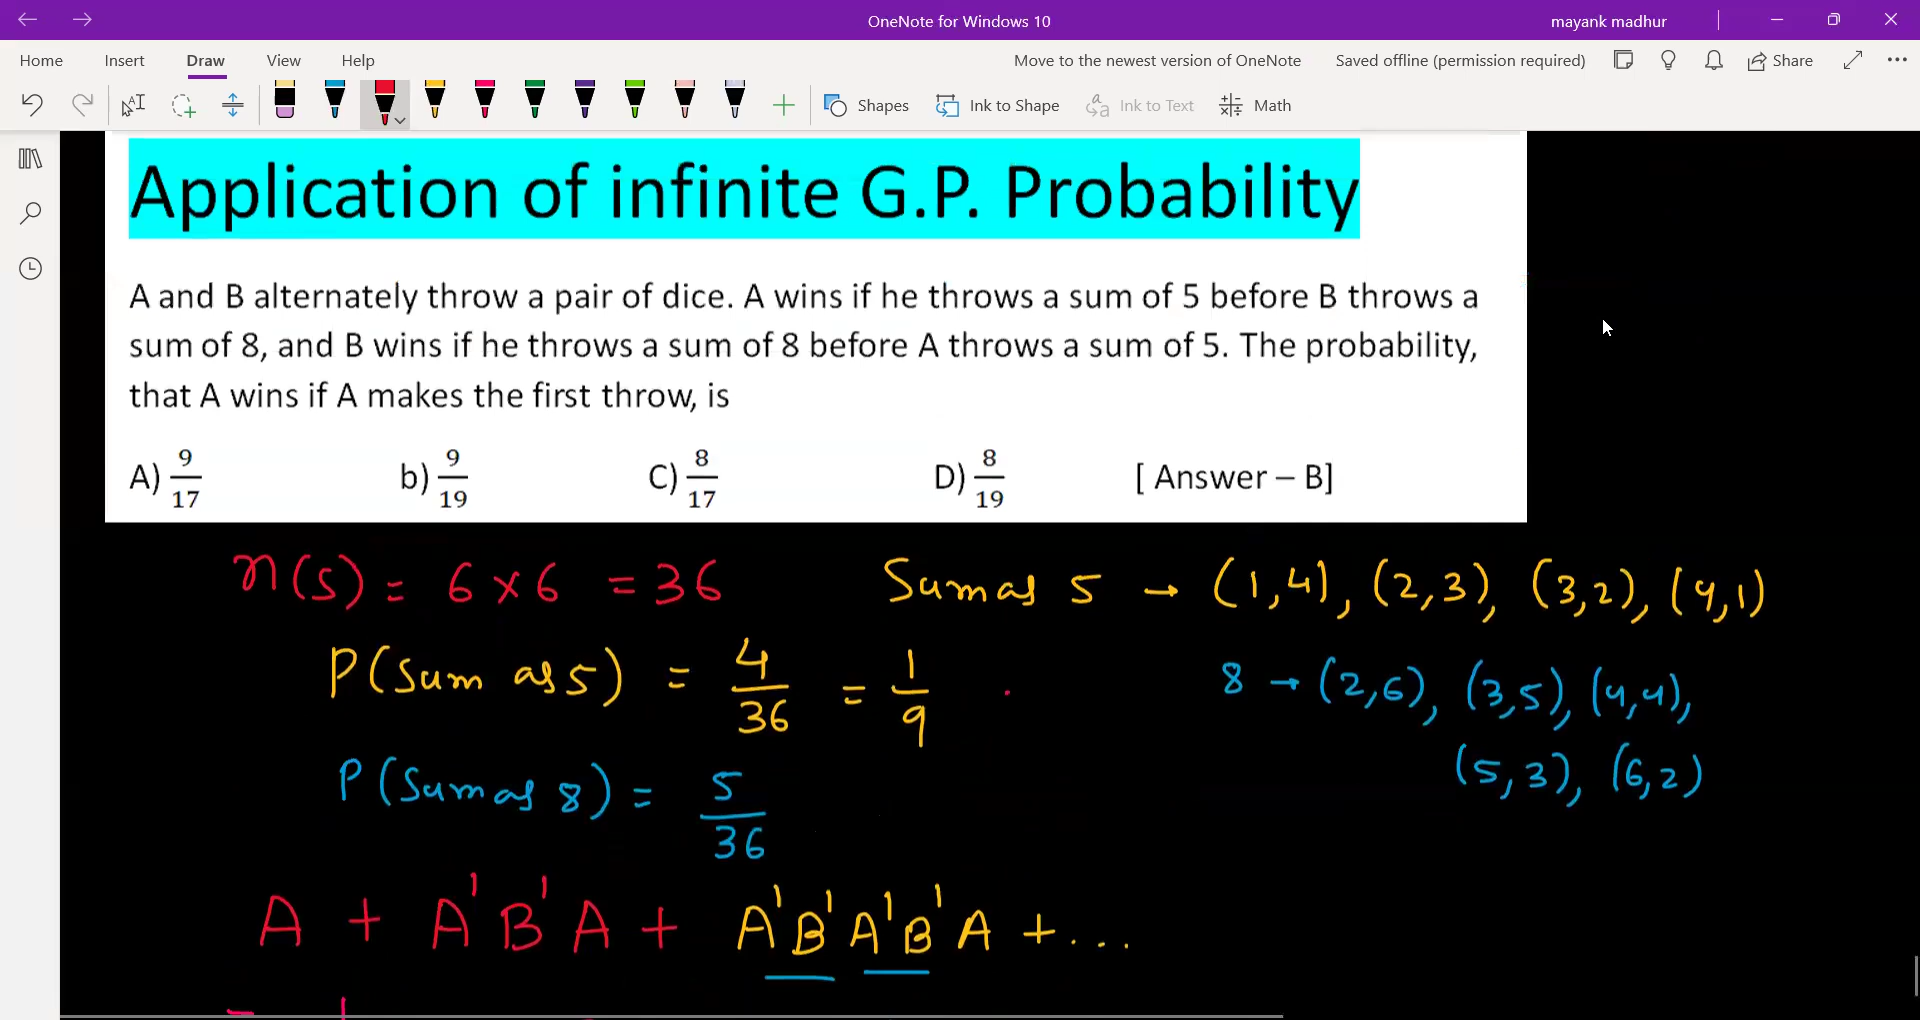 OneNote for Windows 10
mayank madhur
Home Insert Draw View Help
Move to the newest version of OneNote Saved offline (permission required) Share
Shapes Ink to Shape Ink to Text Math
Application of infinite G.P. Probability
A and B alternately throw a pair of dice. A wins if he throws a sum of 5 before B throws a
sum of 8, and B wins if he throws a sum of 8 before A throws a sum of 5. The probability,
that A wins if A makes the first throw, is
A) 9/17 b) 9/19 C) 8/17 D) 8/19 [ Answer – B]
n(s) = 6 × 6 = 36 Sum as 5 → (1,4), (2,3), (3,2), (4,1)
P(sum as 5) = 4/36 = 1/9 8 → (2,6), (3,5), (4,4),
(5,3), (6,2)
P(sum as 8) = 5/36
A + A'B'A + A'B'A'B'A + ...